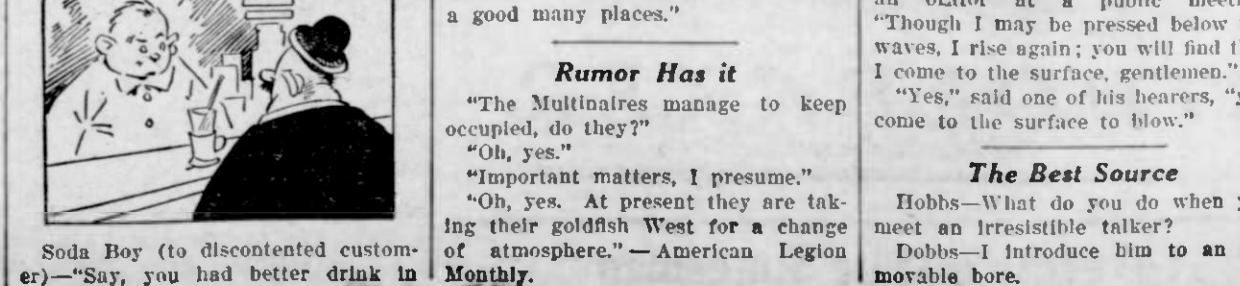 Soda Boy (to discontented custom-
er)—"Say, you had better drink in
a good many places."
Rumor Has it
"The Multinaires manage to keep
occupied, do they?"
"Oh, yes."
"Important matters, I presume."
"Oh, yes. At present they are tak-
ing their goldfish West for a change
of atmosphere." — American Legion
Monthly.
an orator at a public
"Though I may be pressed below
waves, I rise again; you will find
I come to the surface, gentlemen."
"Yes," said one of his hearers,
come to the surface to blow."
The Best Source
Hobbs—What do you do when
meet an irresistible talker?
Dobbs—I introduce him to an
movable bore.